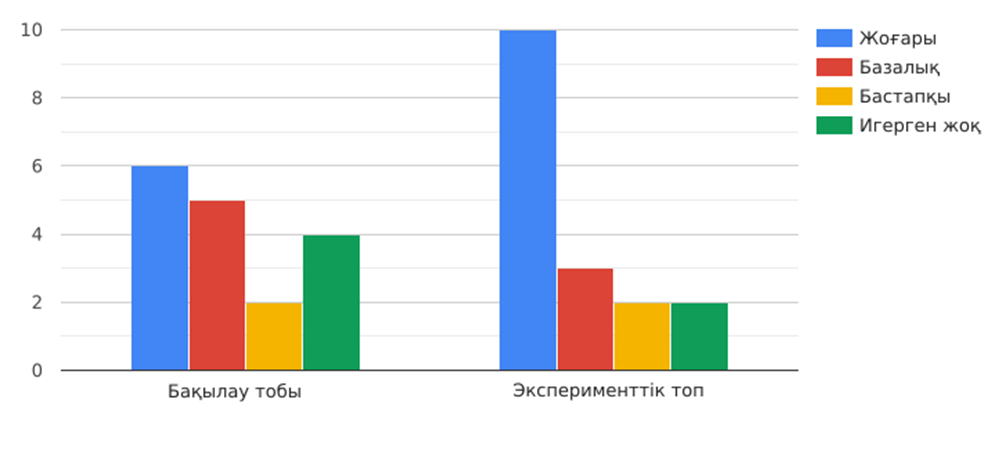 10
8
6
4
2
0
Бақылау тобы
Эксперименттік топ
Жоғары
Базалық
Бастапқы
Игерген жоқ